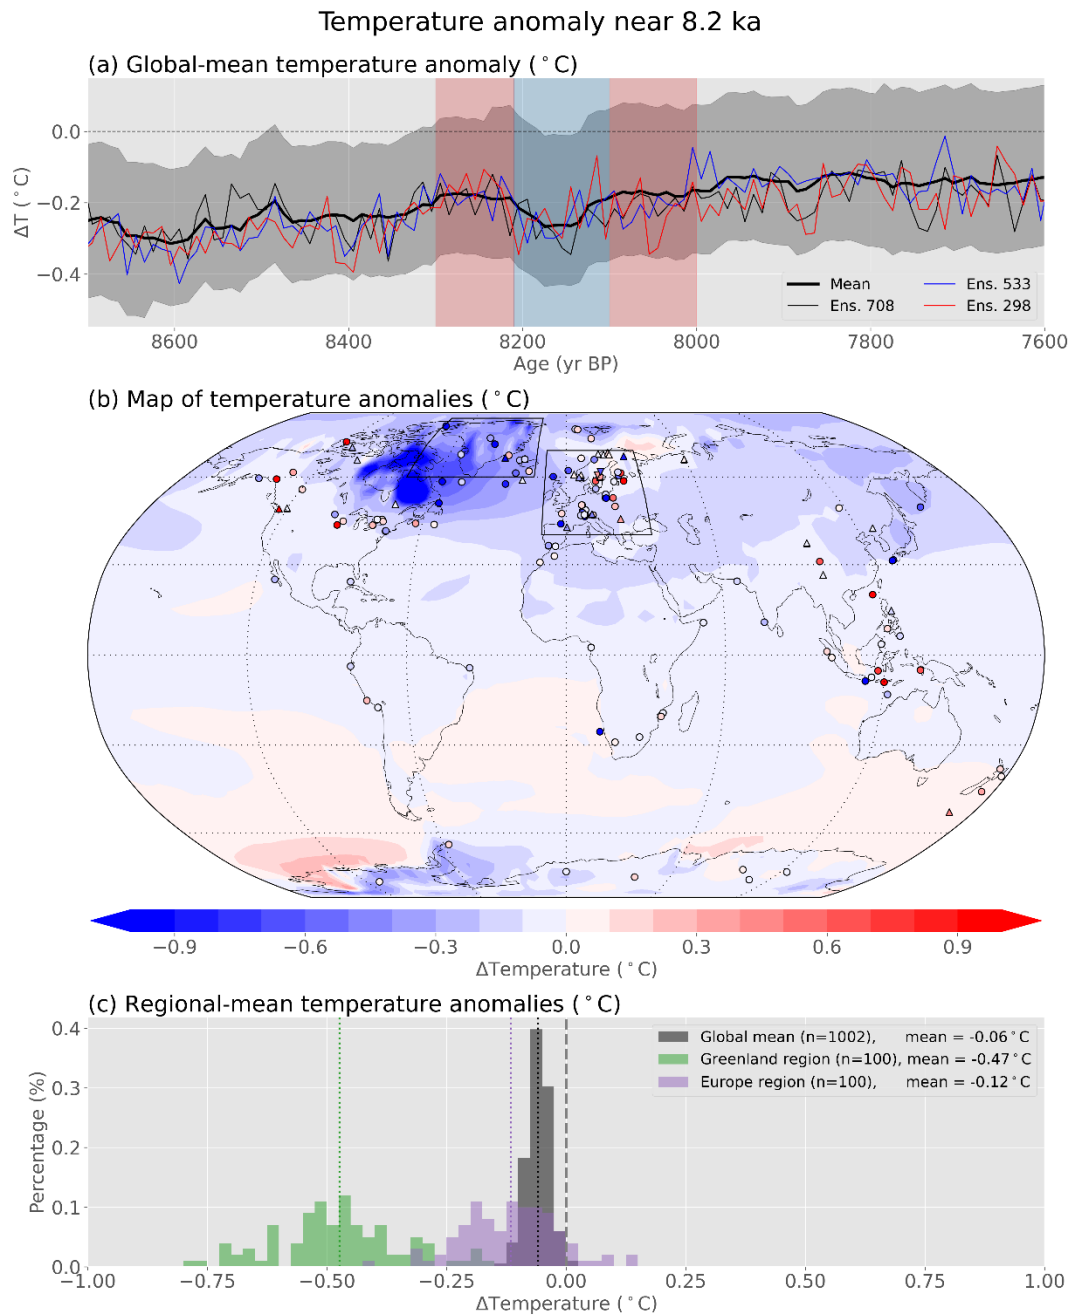 Temperature anomaly near 8.2 ka
(a) Global-mean temperature anomaly (°C)
0.0
−0.2
−0.4
ΔT (°C)
Mean
Ens. 708
Ens. 533
Ens. 298
8600
8400
8200
8000
7800
7600
Age (yr BP)
(b) Map of temperature anomalies (°C)
−0.9
−0.6
−0.3
0.0
0.3
0.6
0.9
ΔTemperature (°C)
(c) Regional-mean temperature anomalies (°C)
0.4
0.3
0.2
0.1
0.0
Percentage (%)
Global mean (n=1002), mean = -0.06°C
Greenland region (n=100), mean = -0.47°C
Europe region (n=100), mean = -0.12°C
−1.00
−0.75
−0.50
−0.25
0.00
0.25
0.50
0.75
1.00
ΔTemperature (°C)